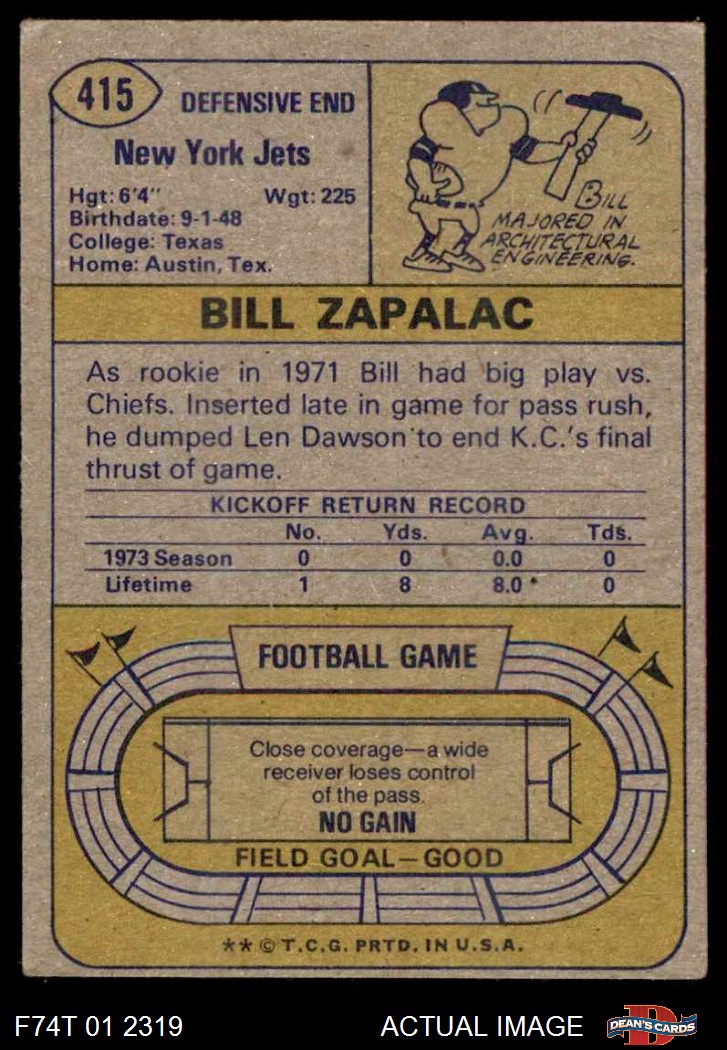 415
DEFENSIVE END
New York Jets
Hgt: 6'4" Wgt: 225
Birthdate: 9-1-48
College: Texas
Home: Austin, Tex.
BILL
MAJORED IN
ARCHITECTURAL
ENGINEERING.
BILL ZAPALAC
As rookie in 1971 Bill had big play vs.
Chiefs. Inserted late in game for pass rush,
he dumped Len Dawson to end K.C.'s final
thrust of game.
KICKOFF RETURN RECORD
No. Yds. Avg. Tds.
1973 Season 0 0 0.0 0
Lifetime 1 8 8.0 0
FOOTBALL GAME
Close coverage—a wide
receiver loses control
of the pass.
NO GAIN
FIELD GOAL—GOOD
** © T.C.G. PRTD. IN U.S.A.
F74T 01 2319 ACTUAL IMAGE
D
DEAN'S CARDS